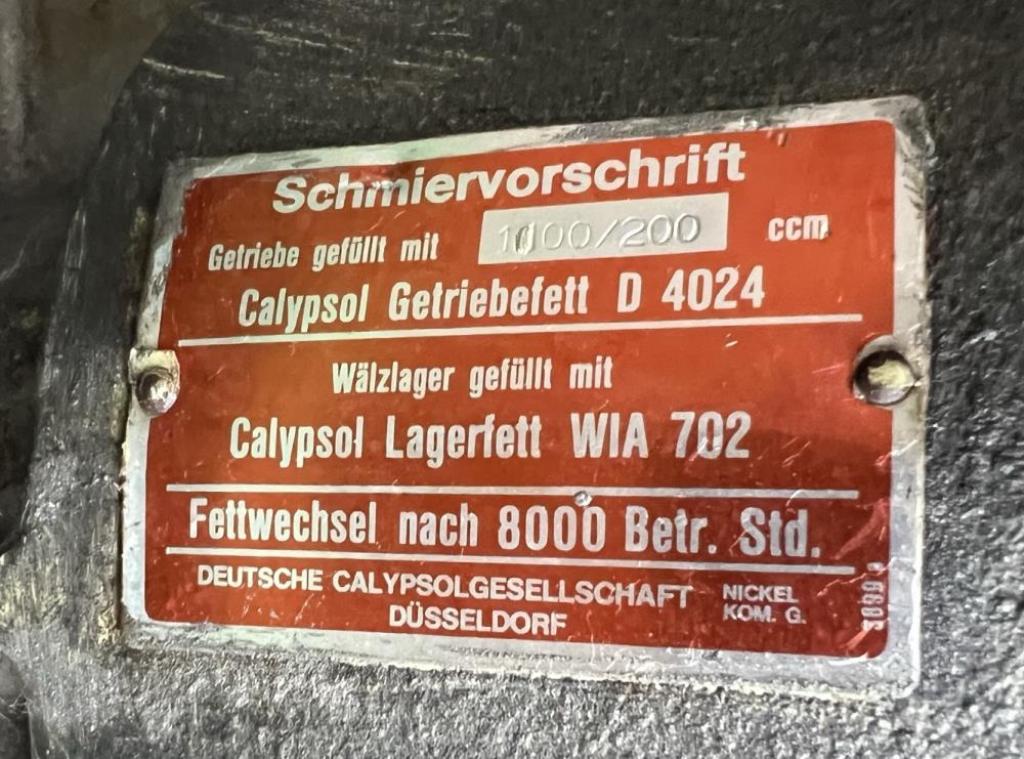 Schmiervorschrift
Getriebe gefüllt mit 1000/200 ccm
Calypsol Getriebefett D 4024
Wälzlager gefüllt mit
Calypsol Lagerfett WIA 702
Fettwechsel nach 8000 Betr. Std.
DEUTSCHE CALYPSOLGESELLSCHAFT NICKEL KOM. G.
DÜSSELDORF